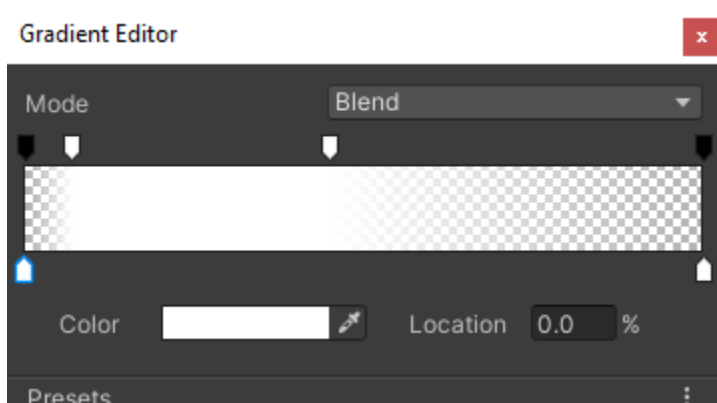 Gradient Editor
x
Mode Blend
Color Location 0.0 %
Presets